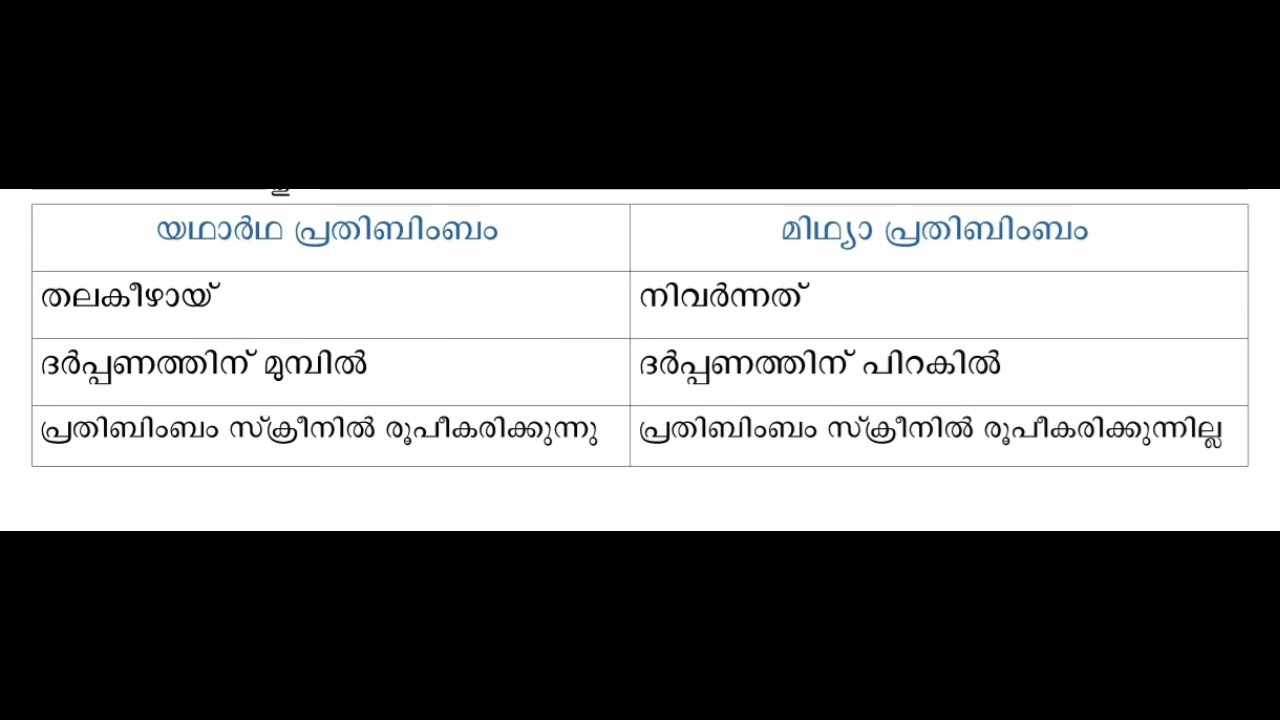 യഥാർഥ പ്രതിബിംബം മിഥ്യാ പ്രതിബിംബം
തലകീഴായ് നിവർന്നത്
ദർപ്പണത്തിന് മുമ്പിൽ ദർപ്പണത്തിന് പിറകിൽ
പ്രതിബിംബം സ്ക്രീനിൽ രൂപീകരിക്കുന്നു പ്രതിബിംബം സ്ക്രീനിൽ രൂപീകരിക്കുന്നില്ല